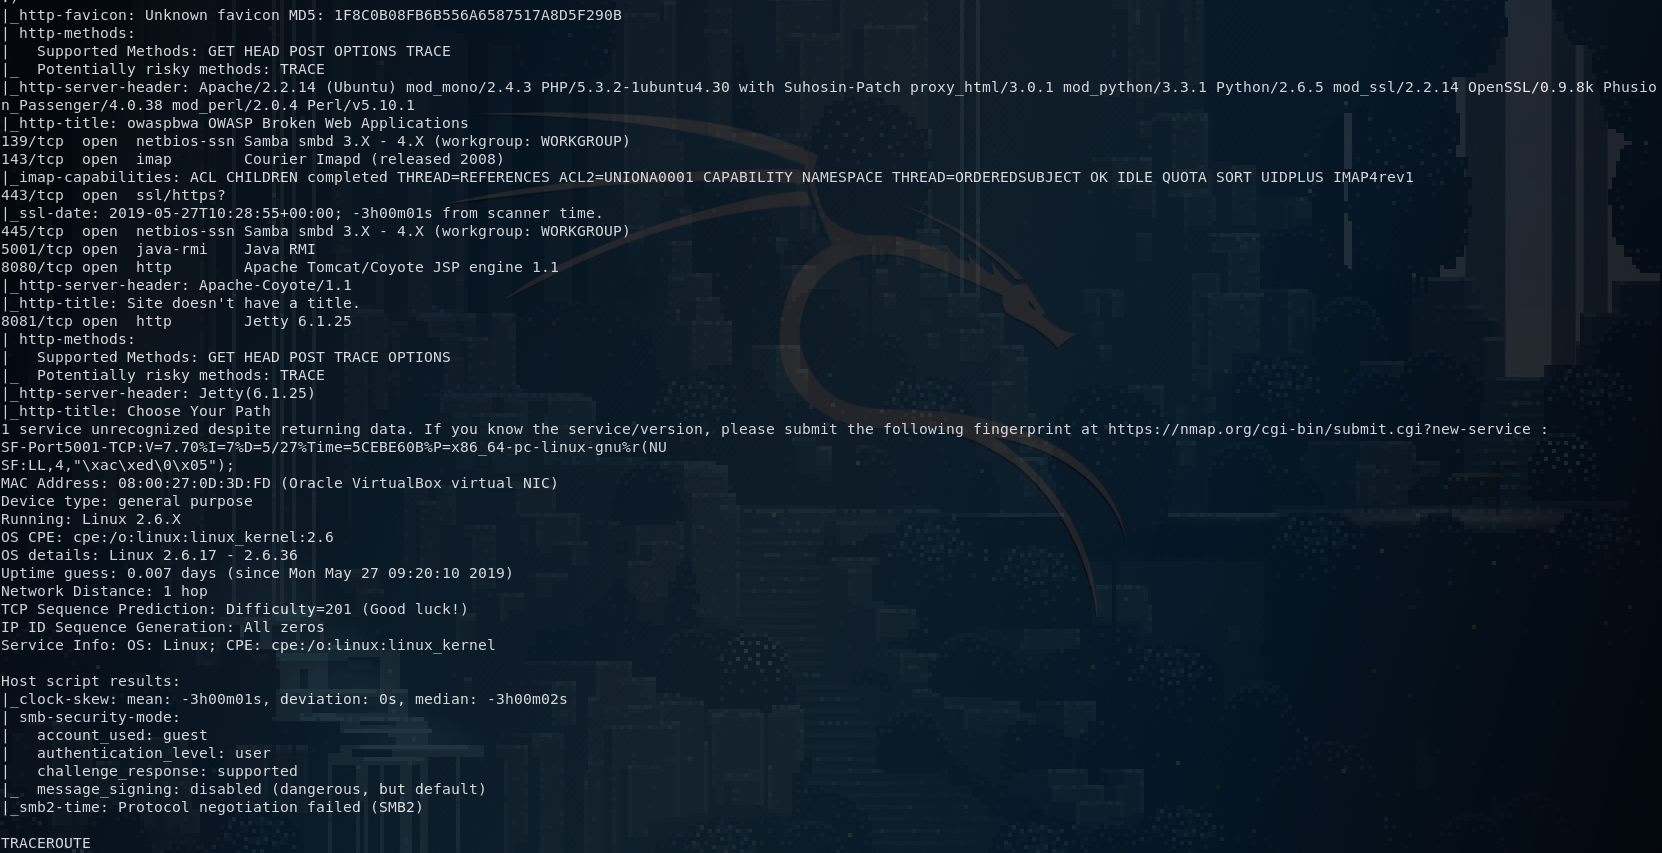 |_http-favicon: Unknown favicon MD5: 1F8C0B08FB6B556A6587517A8D5F290B
| http-methods:
|   Supported Methods: GET HEAD POST OPTIONS TRACE
|_  Potentially risky methods: TRACE
|_http-server-header: Apache/2.2.14 (Ubuntu) mod_mono/2.4.3 PHP/5.3.2-1ubuntu4.30 with Suhosin-Patch proxy_html/3.0.1 mod_python/3.3.1 Python/2.6.5 mod_ssl/2.2.14 OpenSSL/0.9.8k Phusio
n_Passenger/4.0.38 mod_perl/2.0.4 Perl/v5.10.1
|_http-title: owaspbwa OWASP Broken Web Applications
139/tcp  open  netbios-ssn Samba smbd 3.X - 4.X (workgroup: WORKGROUP)
143/tcp  open  imap        Courier Imapd (released 2008)
|_imap-capabilities: ACL CHILDREN completed THREAD=REFERENCES ACL2=UNIONA0001 CAPABILITY NAMESPACE THREAD=ORDEREDSUBJECT OK IDLE QUOTA SORT UIDPLUS IMAP4rev1
443/tcp  open  ssl/https?
|_ssl-date: 2019-05-27T10:28:55+00:00; -3h00m01s from scanner time.
445/tcp  open  netbios-ssn Samba smbd 3.X - 4.X (workgroup: WORKGROUP)
5001/tcp open  java-rmi    Java RMI
8080/tcp open  http        Apache Tomcat/Coyote JSP engine 1.1
|_http-server-header: Apache-Coyote/1.1
|_http-title: Site doesn't have a title.
8081/tcp open  http        Jetty 6.1.25
| http-methods:
|   Supported Methods: GET HEAD POST TRACE OPTIONS
|_  Potentially risky methods: TRACE
|_http-server-header: Jetty(6.1.25)
|_http-title: Choose Your Path
1 service unrecognized despite returning data. If you know the service/version, please submit the following fingerprint at https://nmap.org/cgi-bin/submit.cgi?new-service :
SF-Port5001-TCP:V=7.70%I=7%D=5/27%Time=5CEBE60B%P=x86_64-pc-linux-gnu%r(NU
SF:LL,4,"\xac\xed\0\x05");
MAC Address: 08:00:27:0D:3D:FD (Oracle VirtualBox virtual NIC)
Device type: general purpose
Running: Linux 2.6.X
OS CPE: cpe:/o:linux:linux_kernel:2.6
OS details: Linux 2.6.17 - 2.6.36
Uptime guess: 0.007 days (since Mon May 27 09:20:10 2019)
Network Distance: 1 hop
TCP Sequence Prediction: Difficulty=201 (Good luck!)
IP ID Sequence Generation: All zeros
Service Info: OS: Linux; CPE: cpe:/o:linux:linux_kernel

Host script results:
|_clock-skew: mean: -3h00m01s, deviation: 0s, median: -3h00m02s
| smb-security-mode:
|   account_used: guest
|   authentication_level: user
|   challenge_response: supported
|_  message_signing: disabled (dangerous, but default)
|_smb2-time: Protocol negotiation failed (SMB2)

TRACEROUTE